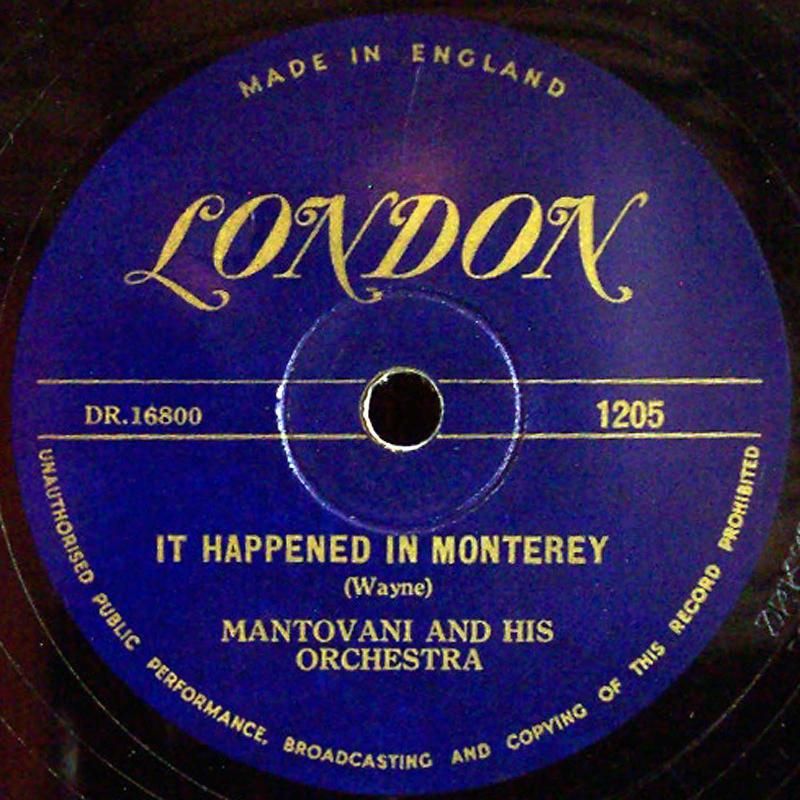 MADE IN ENGLAND
LONDON
DR.16800
1205
IT HAPPENED IN MONTEREY
(Wayne)
MANTOVANI AND HIS
ORCHESTRA
UNAUTHORISED PUBLIC PERFORMANCE, BROADCASTING AND COPYING OF THIS RECORD PROHIBITED